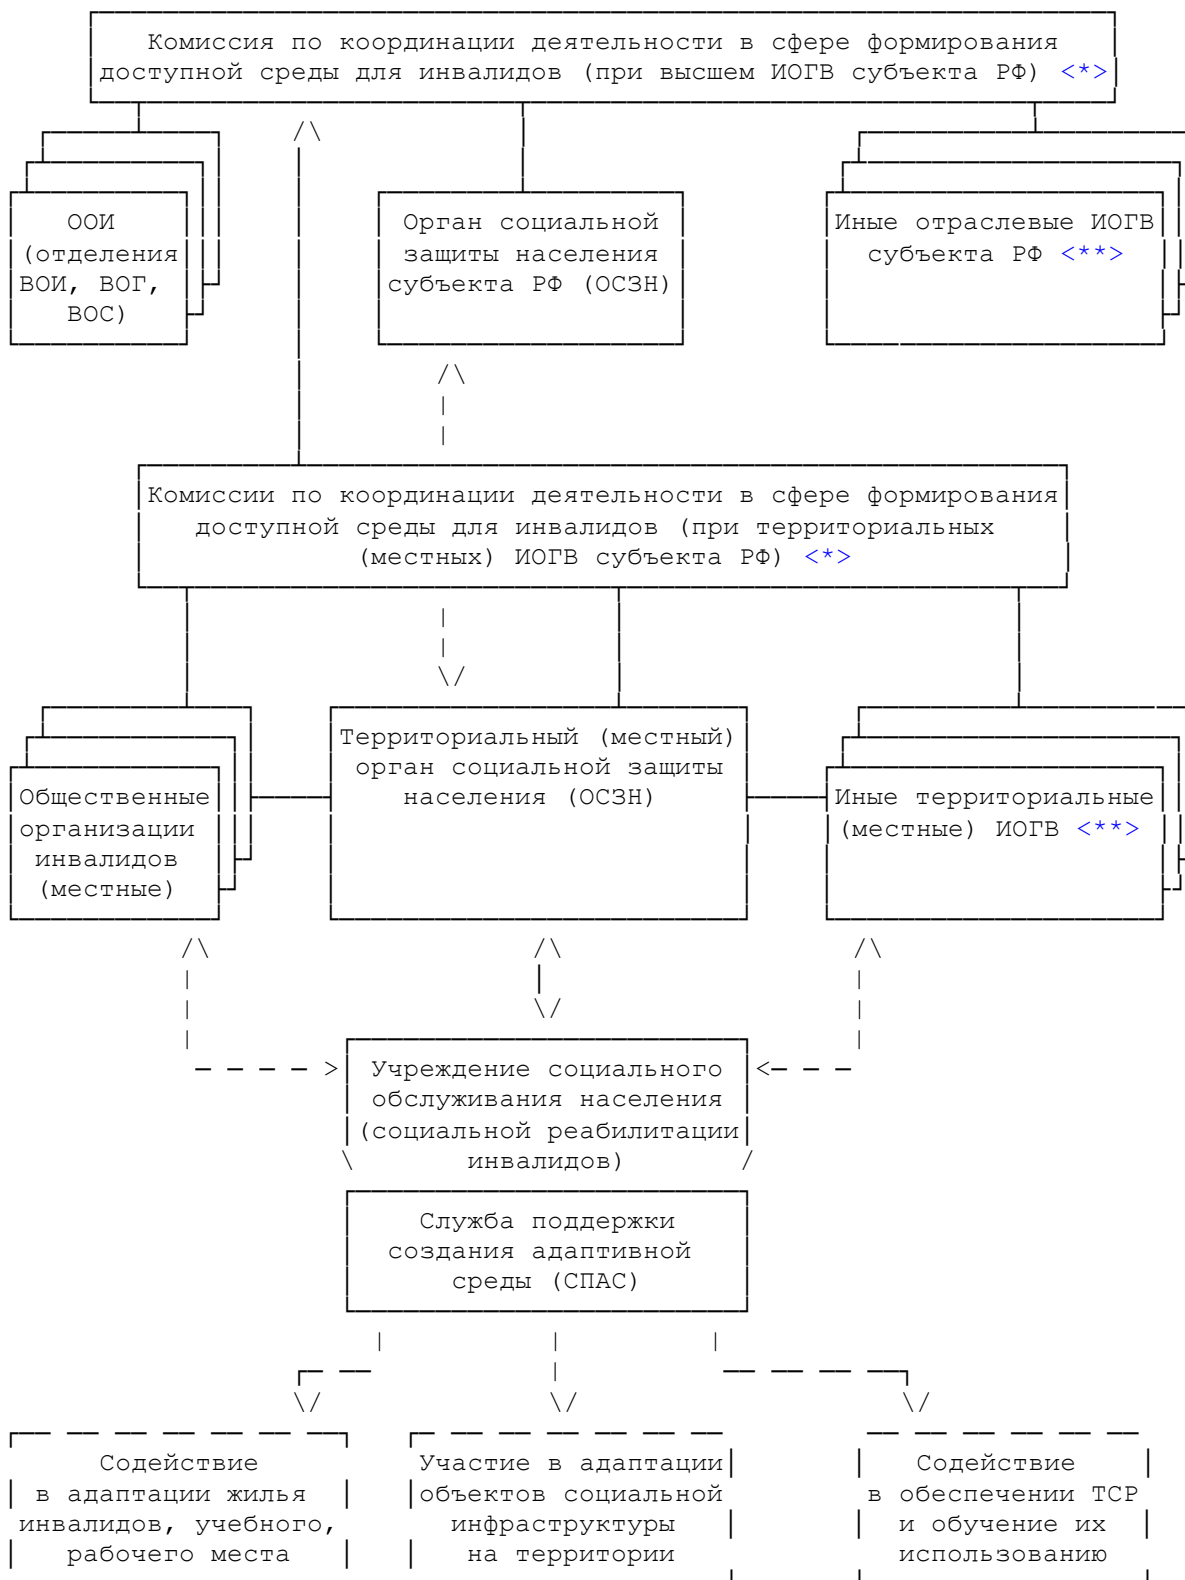 Комиссия по координации деятельности в сфере формирования
доступной среды для инвалидов (при высшем ИОГВ субъекта РФ) <*>
ООИ
(отделения
ВОИ, ВОГ,
ВОС)
Орган социальной
защиты населения
субъекта РФ (ОСЗН)
Иные отраслевые ИОГВ
субъекта РФ <**>
Комиссии по координации деятельности в сфере формирования
доступной среды для инвалидов (при территориальных
(местных) ИОГВ субъекта РФ) <*>
Общественные
организации
инвалидов
(местные)
Территориальный (местный)
орган социальной защиты
населения (ОСЗН)
Иные территориальные
(местные) ИОГВ <**>
Учреждение социального
обслуживания населения
(социальной реабилитации
инвалидов)
Служба поддержки
создания адаптивной
среды (СПАС)
Содействие
в адаптации жилья
инвалидов, учебного,
рабочего места
Участие в адаптации
объектов социальной
инфраструктуры
на территории
Содействие
в обеспечении ТСР
и обучение их
использованию